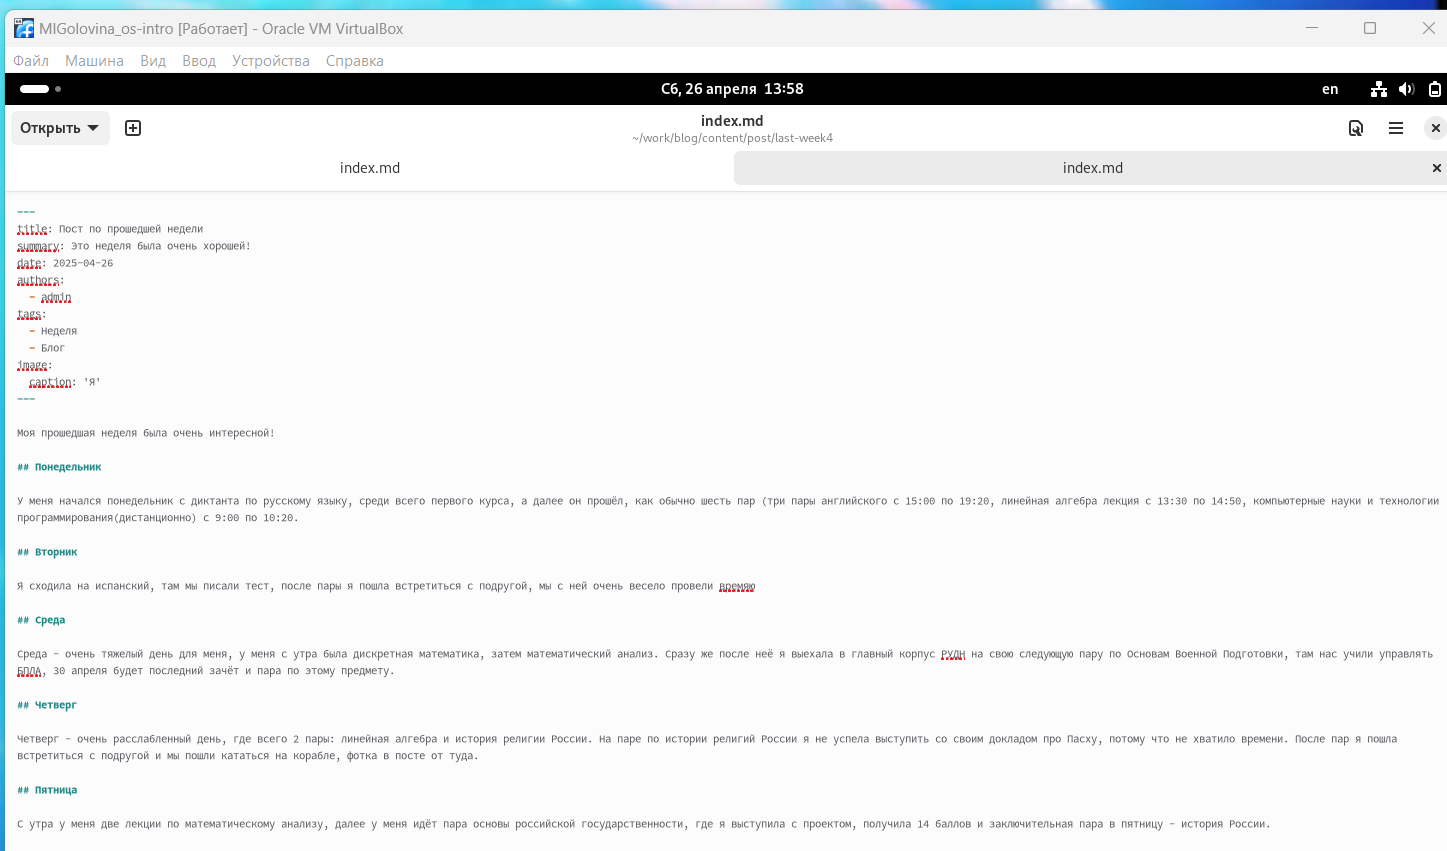 MIGolovina_os-intro [Работает] - Oracle VM VirtualBox
Файл Машина Вид Ввод Устройства Справка
Сб, 26 апреля 13:58
en
Открыть
index.md
~/work/blog/content/post/last-week4
index.md
index.md
---
title: Пост по прошедшей недели
summary: Это неделя была очень хорошей!
date: 2025-04-26
authors:
- admin
tags:
- Неделя
- Блог
image:
caption: 'Я'
---
Моя прошедшая неделя была очень интересной!
## Понедельник
У меня начался понедельник с диктанта по русскому языку, среди всего первого курса, а далее он прошёл, как обычно шесть пар (три пары английского с 15:00 по 19:20, линейная алгебра лекция с 13:30 по 14:50, компьютерные науки и технологии
программирования(дистанционно) с 9:00 по 10:20.
## Вторник
Я сходила на испанский, там мы писали тест, после пары я пошла встретиться с подругой, мы с ней очень весело провели времяю
## Среда
Среда - очень тяжелый день для меня, у меня с утра была дискретная математика, затем математический анализ. Сразу же после неё я выехала в главный корпус РУДН на свою следующую пару по Основам Военной Подготовки, там нас учили управлять
БПЛА, 30 апреля будет последний зачёт и пара по этому предмету.
## Четверг
Четверг - очень расслабленный день, где всего 2 пары: линейная алгебра и история религии России. На паре по истории религий России я не успела выступить со своим докладом про Пасху, потому что не хватило времени. После пар я пошла
встретиться с подругой и мы пошли кататься на корабле, фотка в посте от туда.
## Пятница
С утра у меня две лекции по математическому анализу, далее у меня идёт пара основы российской государственности, где я выступила с проектом, получила 14 баллов и заключительная пара в пятницу - история России.